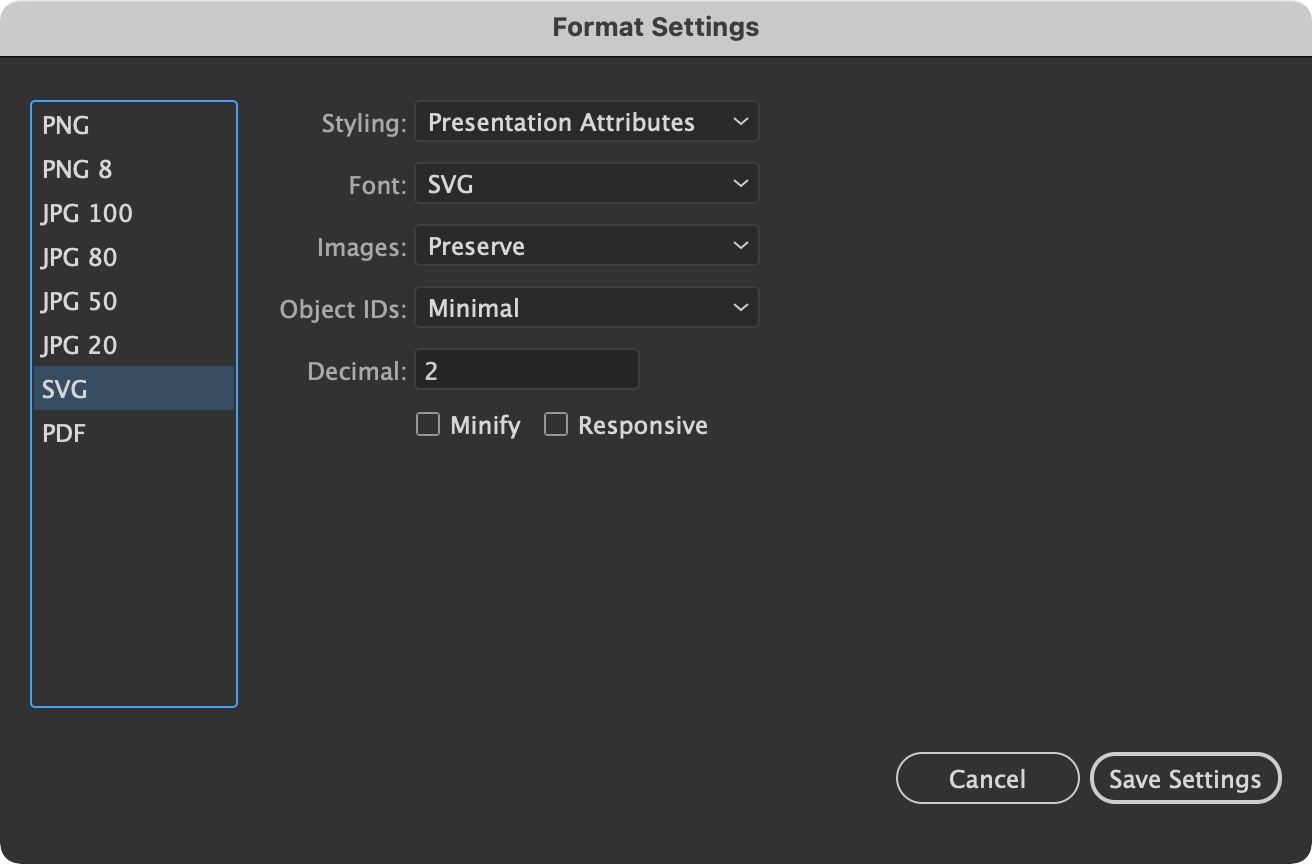 Format Settings
PNG
PNG 8
JPG 100
JPG 80
JPG 50
JPG 20
SVG
PDF
Styling: Presentation Attributes
Font: SVG
Images: Preserve
Object IDs: Minimal
Decimal: 2
Minify Responsive
Cancel Save Settings